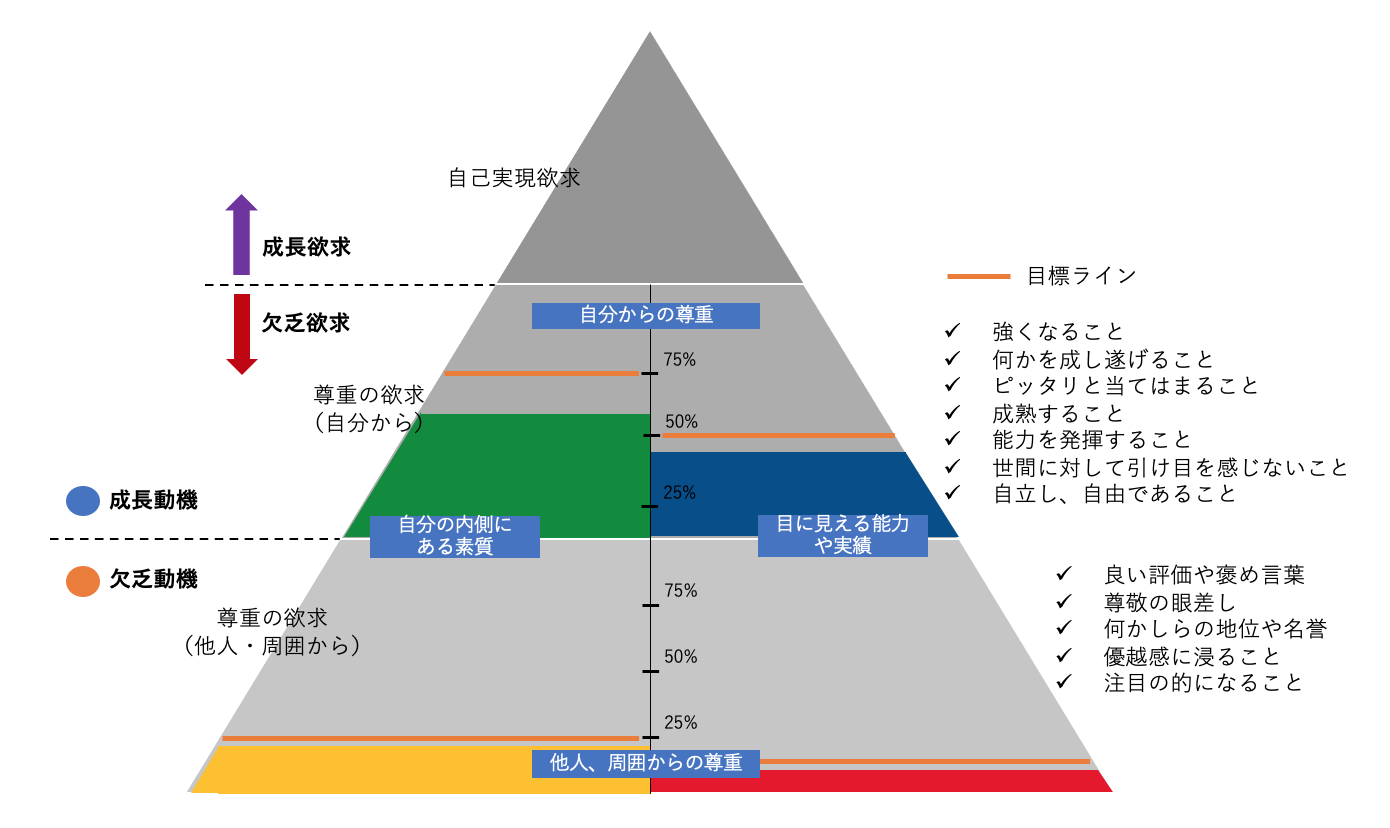 自己実現欲求
成長欲求
欠乏欲求
目標ライン
自分からの尊重
75%
50%
25%
尊重の欲求
（自分から）
強くなること
何かを成し遂げること
ピッタリと当てはまること
成熟すること
能力を発揮すること
世間に対して引け目を感じないこと
自立し、自由であること
成長動機
欠乏動機
自分の内側に
ある素質
目に見える能力
や実績
尊重の欲求
（他人・周囲から）
75%
50%
25%
良い評価や褒め言葉
尊敬の眼差し
何かしらの地位や名誉
優越感に浸ること
注目の的になること
他人、周囲からの尊重